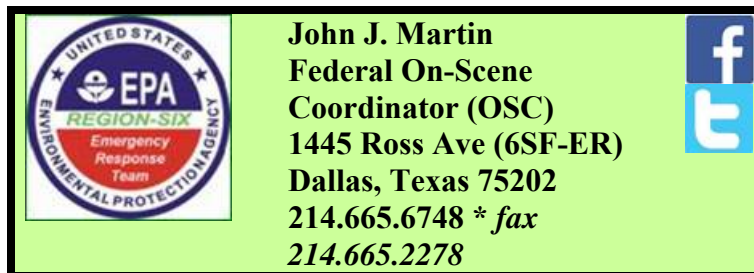 UNITED STATES
ENVIRONMENTAL PROTECTION AGENCY
EPA
REGION-SIX
Emergency
Response
Team
John J. Martin
Federal On-Scene
Coordinator (OSC)
1445 Ross Ave (6SF-ER)
Dallas, Texas 75202
214.665.6748 * fax
214.665.2278
f
t